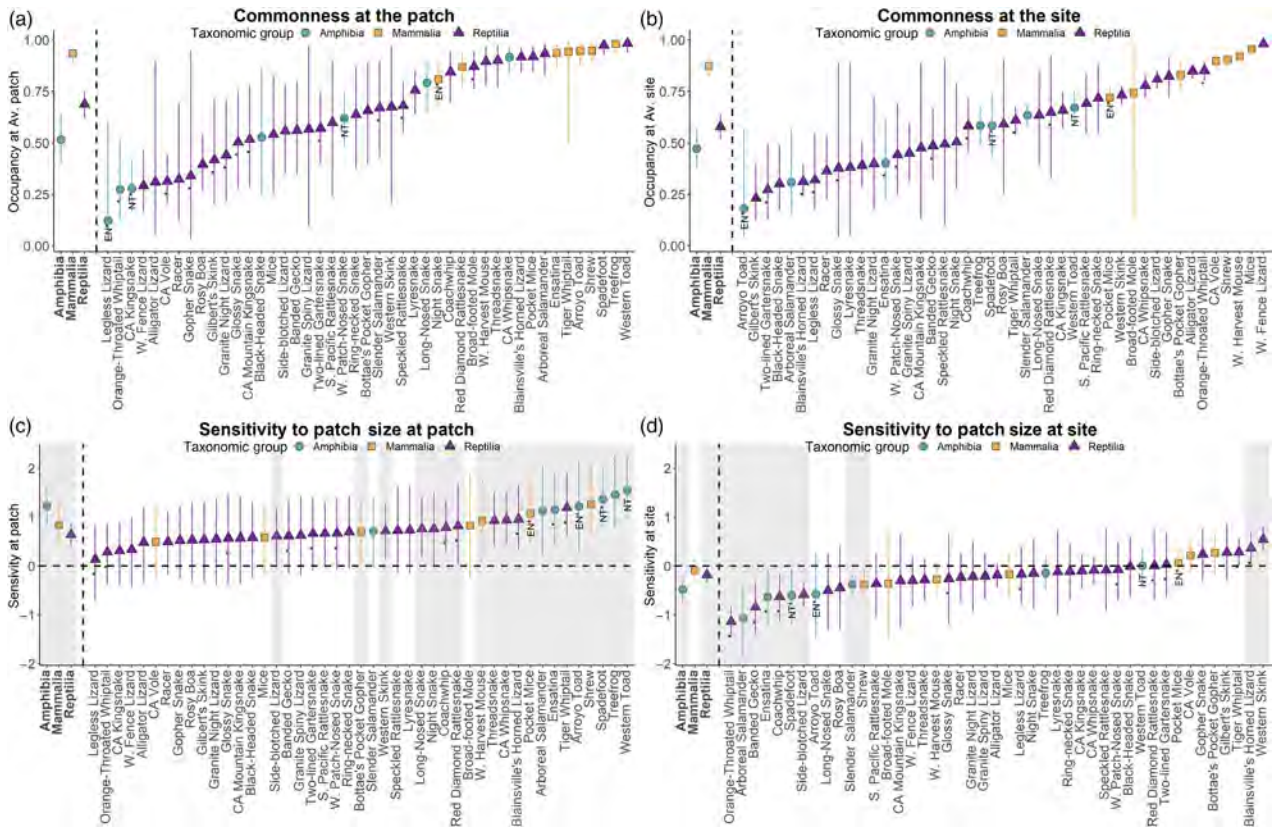 (a) Commonness at the patch
Taxonomic group Amphibia Mammalia Reptilia
Occupancy at Av. patch
1.00
0.75
0.50
0.25
0.00
EN*
NT*
NT
EN*
Amphibia
Mammalia
Reptilia
Legless Lizard
Orange-Throated Whiptail
CA Kingsnake
W. Fence Lizard
Alligator Lizard
CA Vole
Racer
Gopher Snake
Rosy Boa
Gilbert's Skink
Granite Night Lizard
Glossy Snake
CA Mountain Kingsnake
Black-Headed Snake
Mice
Side-blotched Lizard
Banded Gecko
Granite Spiny Lizard
Two-lined Gartersnake
S. Pacific Rattlesnake
W. Patch-Nosed Snake
Ring-necked Snake
Bottae's Pocket Gopher
Slender Salamander
Western Skink
Speckled Rattlesnake
Lyresnake
Long-Nosed Snake
Night Snake
Coachwhip
Red Diamond Rattlesnake
Broad-footed Mole
W. Harvest Mouse
Threadsnake
CA Whipsnake
Blainsville's Horned Lizard
Pocket Mice
Arboreal Salamander
Ensatina
Tiger Whiptail
Arroyo Toad
Shrew
Spadefoot
Treefrog
Western Toad
(b) Commonness at the site
Taxonomic group Amphibia Mammalia Reptilia
Occupancy at Av. site
1.00
0.75
0.50
0.25
0.00
EN*
NT
NT
EN*
Amphibia
Mammalia
Reptilia
Arroyo Toad
Gilbert's Skink
Two-lined Gartersnake
Black-Headed Snake
Arboreal Salamander
Blainsville's Horned Lizard
Legless Lizard
Racer
Glossy Snake
Lyresnake
Threadsnake
Granite Night Lizard
Ensatina
W. Patch-Nosed Snake
Granite Spiny Lizard
CA Mountain Kingsnake
Banded Gecko
Speckled Rattlesnake
Night Snake
Coachwhip
Treefrog
Spadefoot
Rosy Boa
Tiger Whiptail
Slender Salamander
Long-Nosed Snake
Red Diamond Rattlesnake
CA Kingsnake
Western Toad
S. Pacific Rattlesnake
Ring-necked Snake
Pocket Mice
Western Skink
Broad-footed Mole
CA Whipsnake
Side-blotched Lizard
Gopher Snake
Bottae's Pocket Gopher
Alligator Lizard
Orange-Throated Whiptail
CA Vole
Shrew
W. Harvest Mouse
Mice
W. Fence Lizard
(c) Sensitivity to patch size at patch
Taxonomic group Amphibia Mammalia Reptilia
Sensitivity at patch
2
1
0
−1
−2
EN*
EN*
NT*
NT
Amphibia
Mammalia
Reptilia
Legless Lizard
Orange-Throated Whiptail
CA Kingsnake
W. Fence Lizard
Alligator Lizard
CA Vole
Racer
Gopher Snake
Rosy Boa
Gilbert's Skink
Granite Night Lizard
Glossy Snake
CA Mountain Kingsnake
Black-Headed Snake
Mice
Side-blotched Lizard
Banded Gecko
Granite Spiny Lizard
Two-lined Gartersnake
S. Pacific Rattlesnake
W. Patch-Nosed Snake
Ring-necked Snake
Bottae's Pocket Gopher
Slender Salamander
Western Skink
Speckled Rattlesnake
Lyresnake
Long-Nosed Snake
Night Snake
Coachwhip
Red Diamond Rattlesnake
Broad-footed Mole
W. Harvest Mouse
Threadsnake
CA Whipsnake
Blainsville's Horned Lizard
Pocket Mice
Arboreal Salamander
Ensatina
Tiger Whiptail
Arroyo Toad
Shrew
Spadefoot
Treefrog
Western Toad
(d) Sensitivity to patch size at site
Taxonomic group Amphibia Mammalia Reptilia
Sensitivity at site
2
1
0
−1
−2
NT*
EN*
NT
EN*
Amphibia
Mammalia
Reptilia
Orange-Throated Whiptail
Arboreal Salamander
Banded Gecko
Ensatina
Coachwhip
Spadefoot
Side-blotched Lizard
Arroyo Toad
Long-Nosed Snake
Rosy Boa
Slender Salamander
Shrew
S. Pacific Rattlesnake
Broad-footed Mole
CA Mountain Kingsnake
W. Fence Lizard
Threadsnake
W. Harvest Mouse
Glossy Snake
Racer
Granite Night Lizard
Granite Spiny Lizard
Alligator Lizard
Mice
Legless Lizard
Night Snake
Treefrog
Lyresnake
Ring-necked Snake
CA Kingsnake
CA Whipsnake
Speckled Rattlesnake
W. Patch-Nosed Snake
Black-Headed Snake
Western Toad
Red Diamond Rattlesnake
Two-lined Gartersnake
Pocket Mice
CA Vole
Gopher Snake
Bottae's Pocket Gopher
Gilbert's Skink
Tiger Whiptail
Blainsville's Horned Lizard
Western Skink